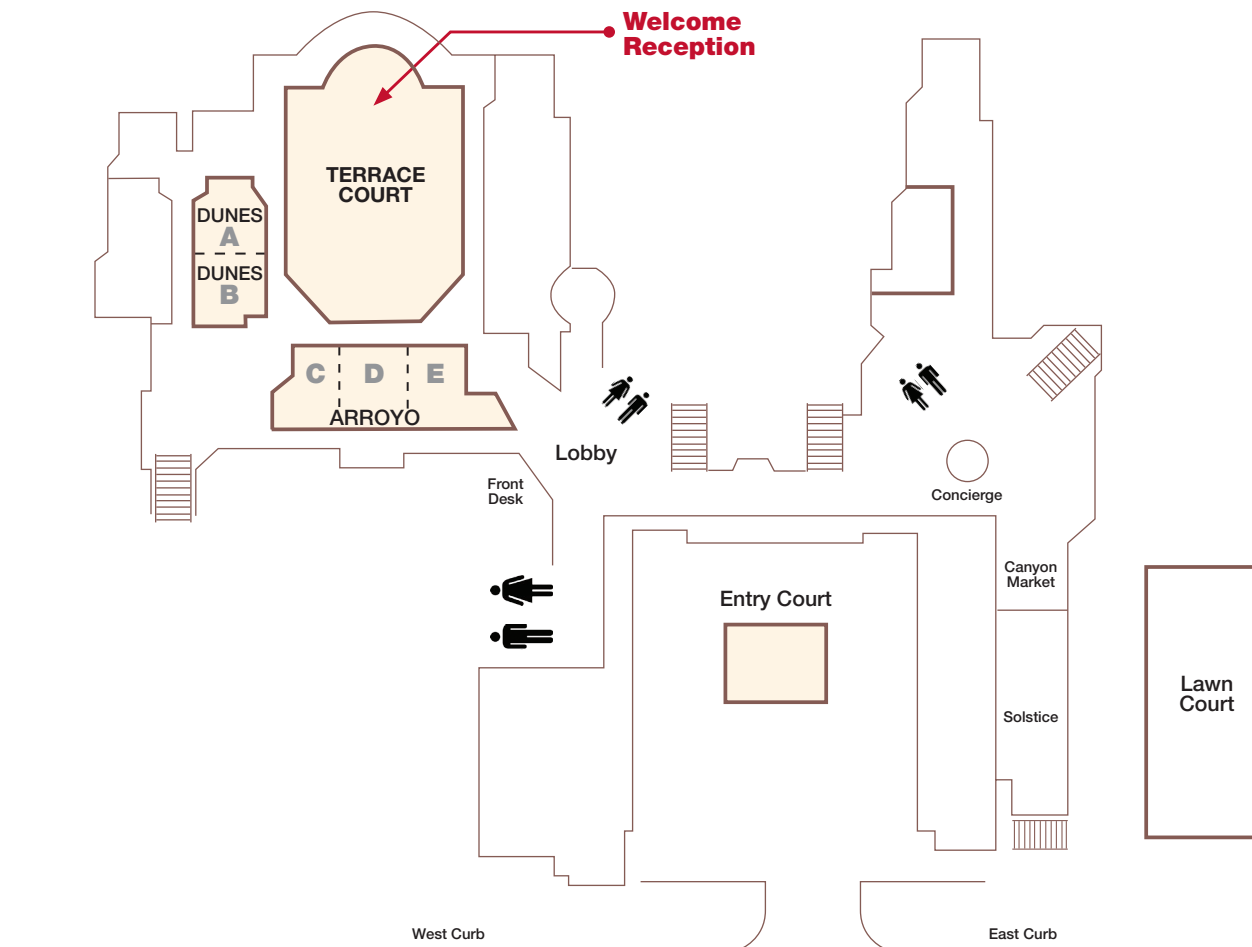 Welcome
Reception
TERRACE
COURT
DUNES
A
DUNES
B
C
D
E
ARROYO
Lobby
Front
Desk
Concierge
Canyon
Market
Entry Court
Lawn
Court
Solstice
West Curb
East Curb